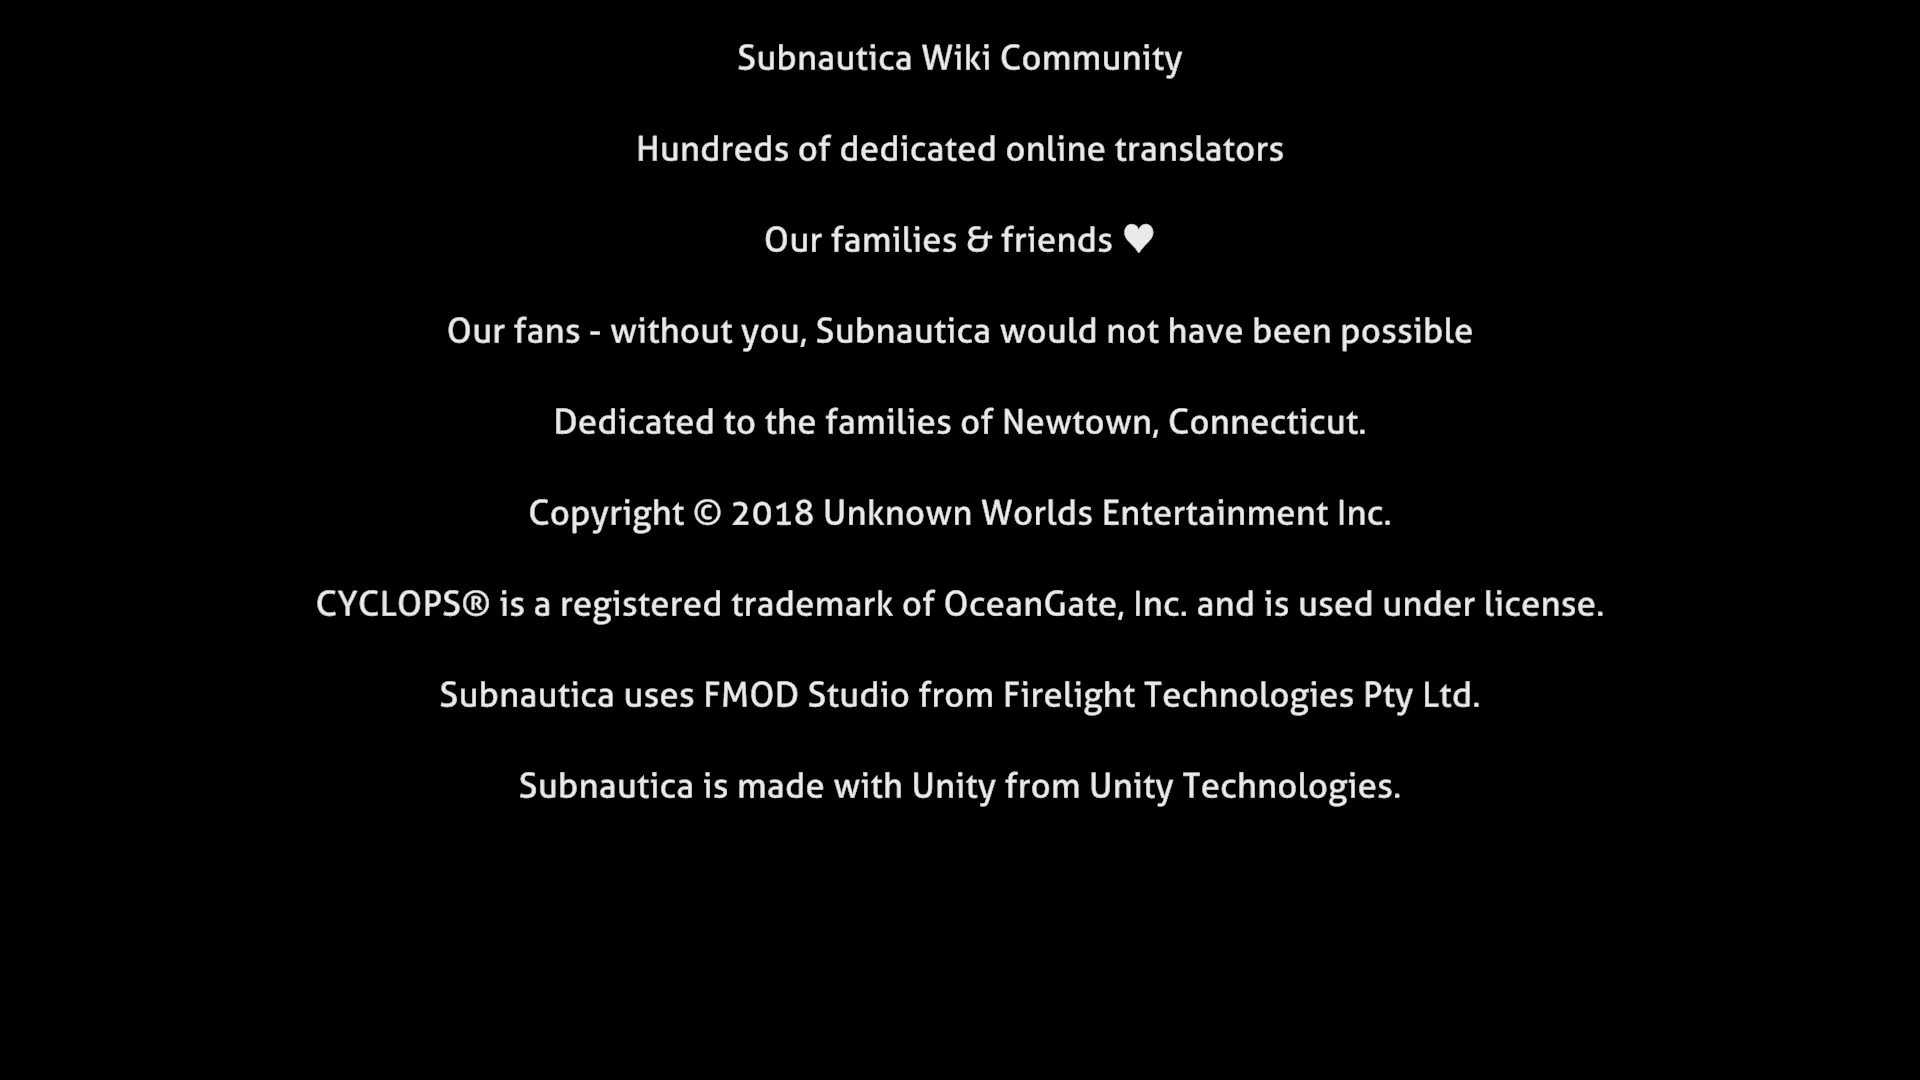 Subnautica Wiki Community
Hundreds of dedicated online translators
Our families & friends ♥
Our fans - without you, Subnautica would not have been possible
Dedicated to the families of Newtown, Connecticut.
Copyright © 2018 Unknown Worlds Entertainment Inc.
CYCLOPS® is a registered trademark of OceanGate, Inc. and is used under license.
Subnautica uses FMOD Studio from Firelight Technologies Pty Ltd.
Subnautica is made with Unity from Unity Technologies.